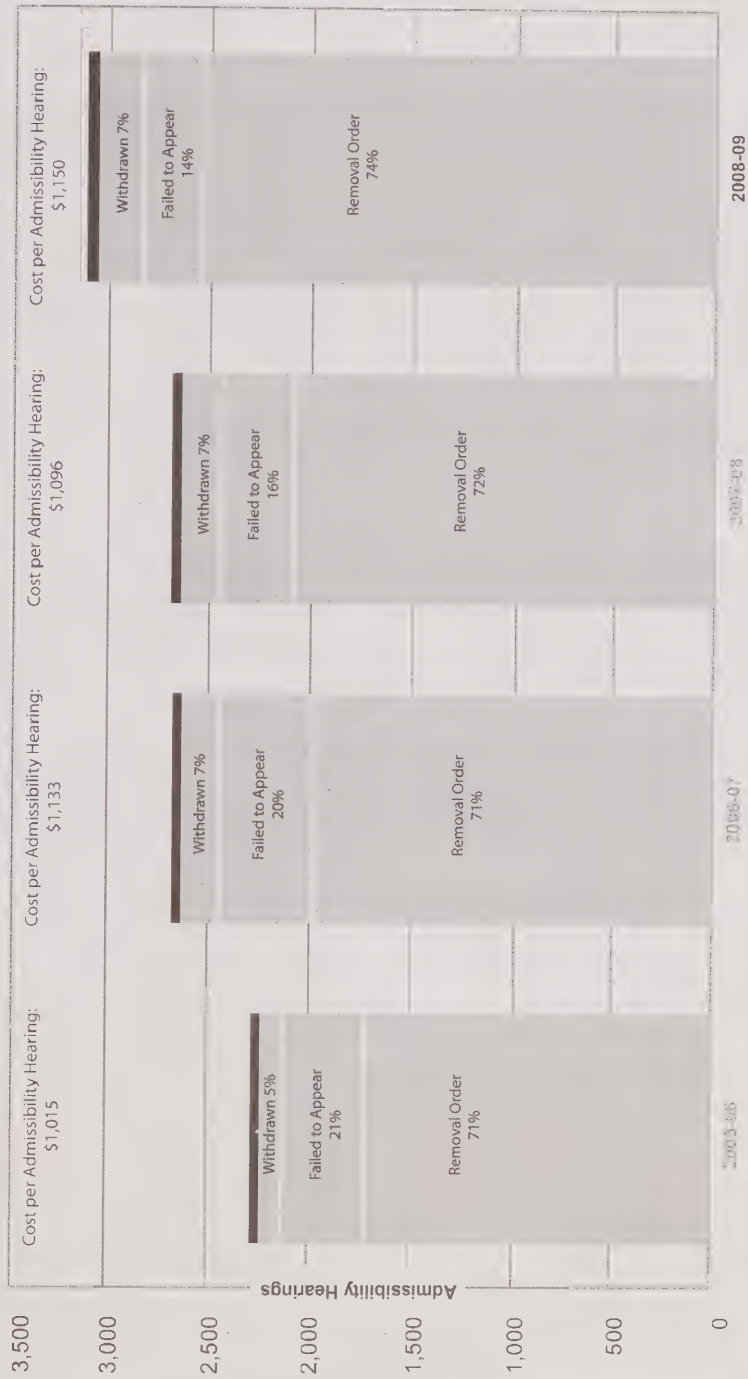 3,500
3,000
2,500
2,000
1,500
1,000
500
0
Admissibility Hearings
Cost per Admissibility Hearing:
$1,015
Withdrawn 5%
Failed to Appear
21%
Removal Order
71%
2005-06
Cost per Admissibility Hearing:
$1,133
Withdrawn 7%
Failed to Appear
20%
Removal Order
71%
2006-07
Cost per Admissibility Hearing:
$1,096
Withdrawn 7%
Failed to Appear
16%
Removal Order
72%
2007-08
Cost per Admissibility Hearing:
$1,150
Withdrawn 7%
Failed to Appear
14%
Removal Order
74%
2008-09